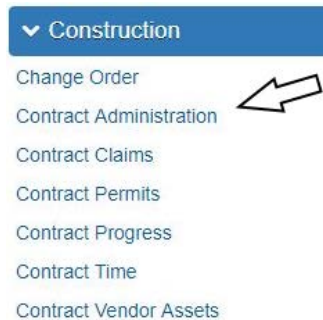 Construction
Change Order
Contract Administration
Contract Claims
Contract Permits
Contract Progress
Contract Time
Contract Vendor Assets